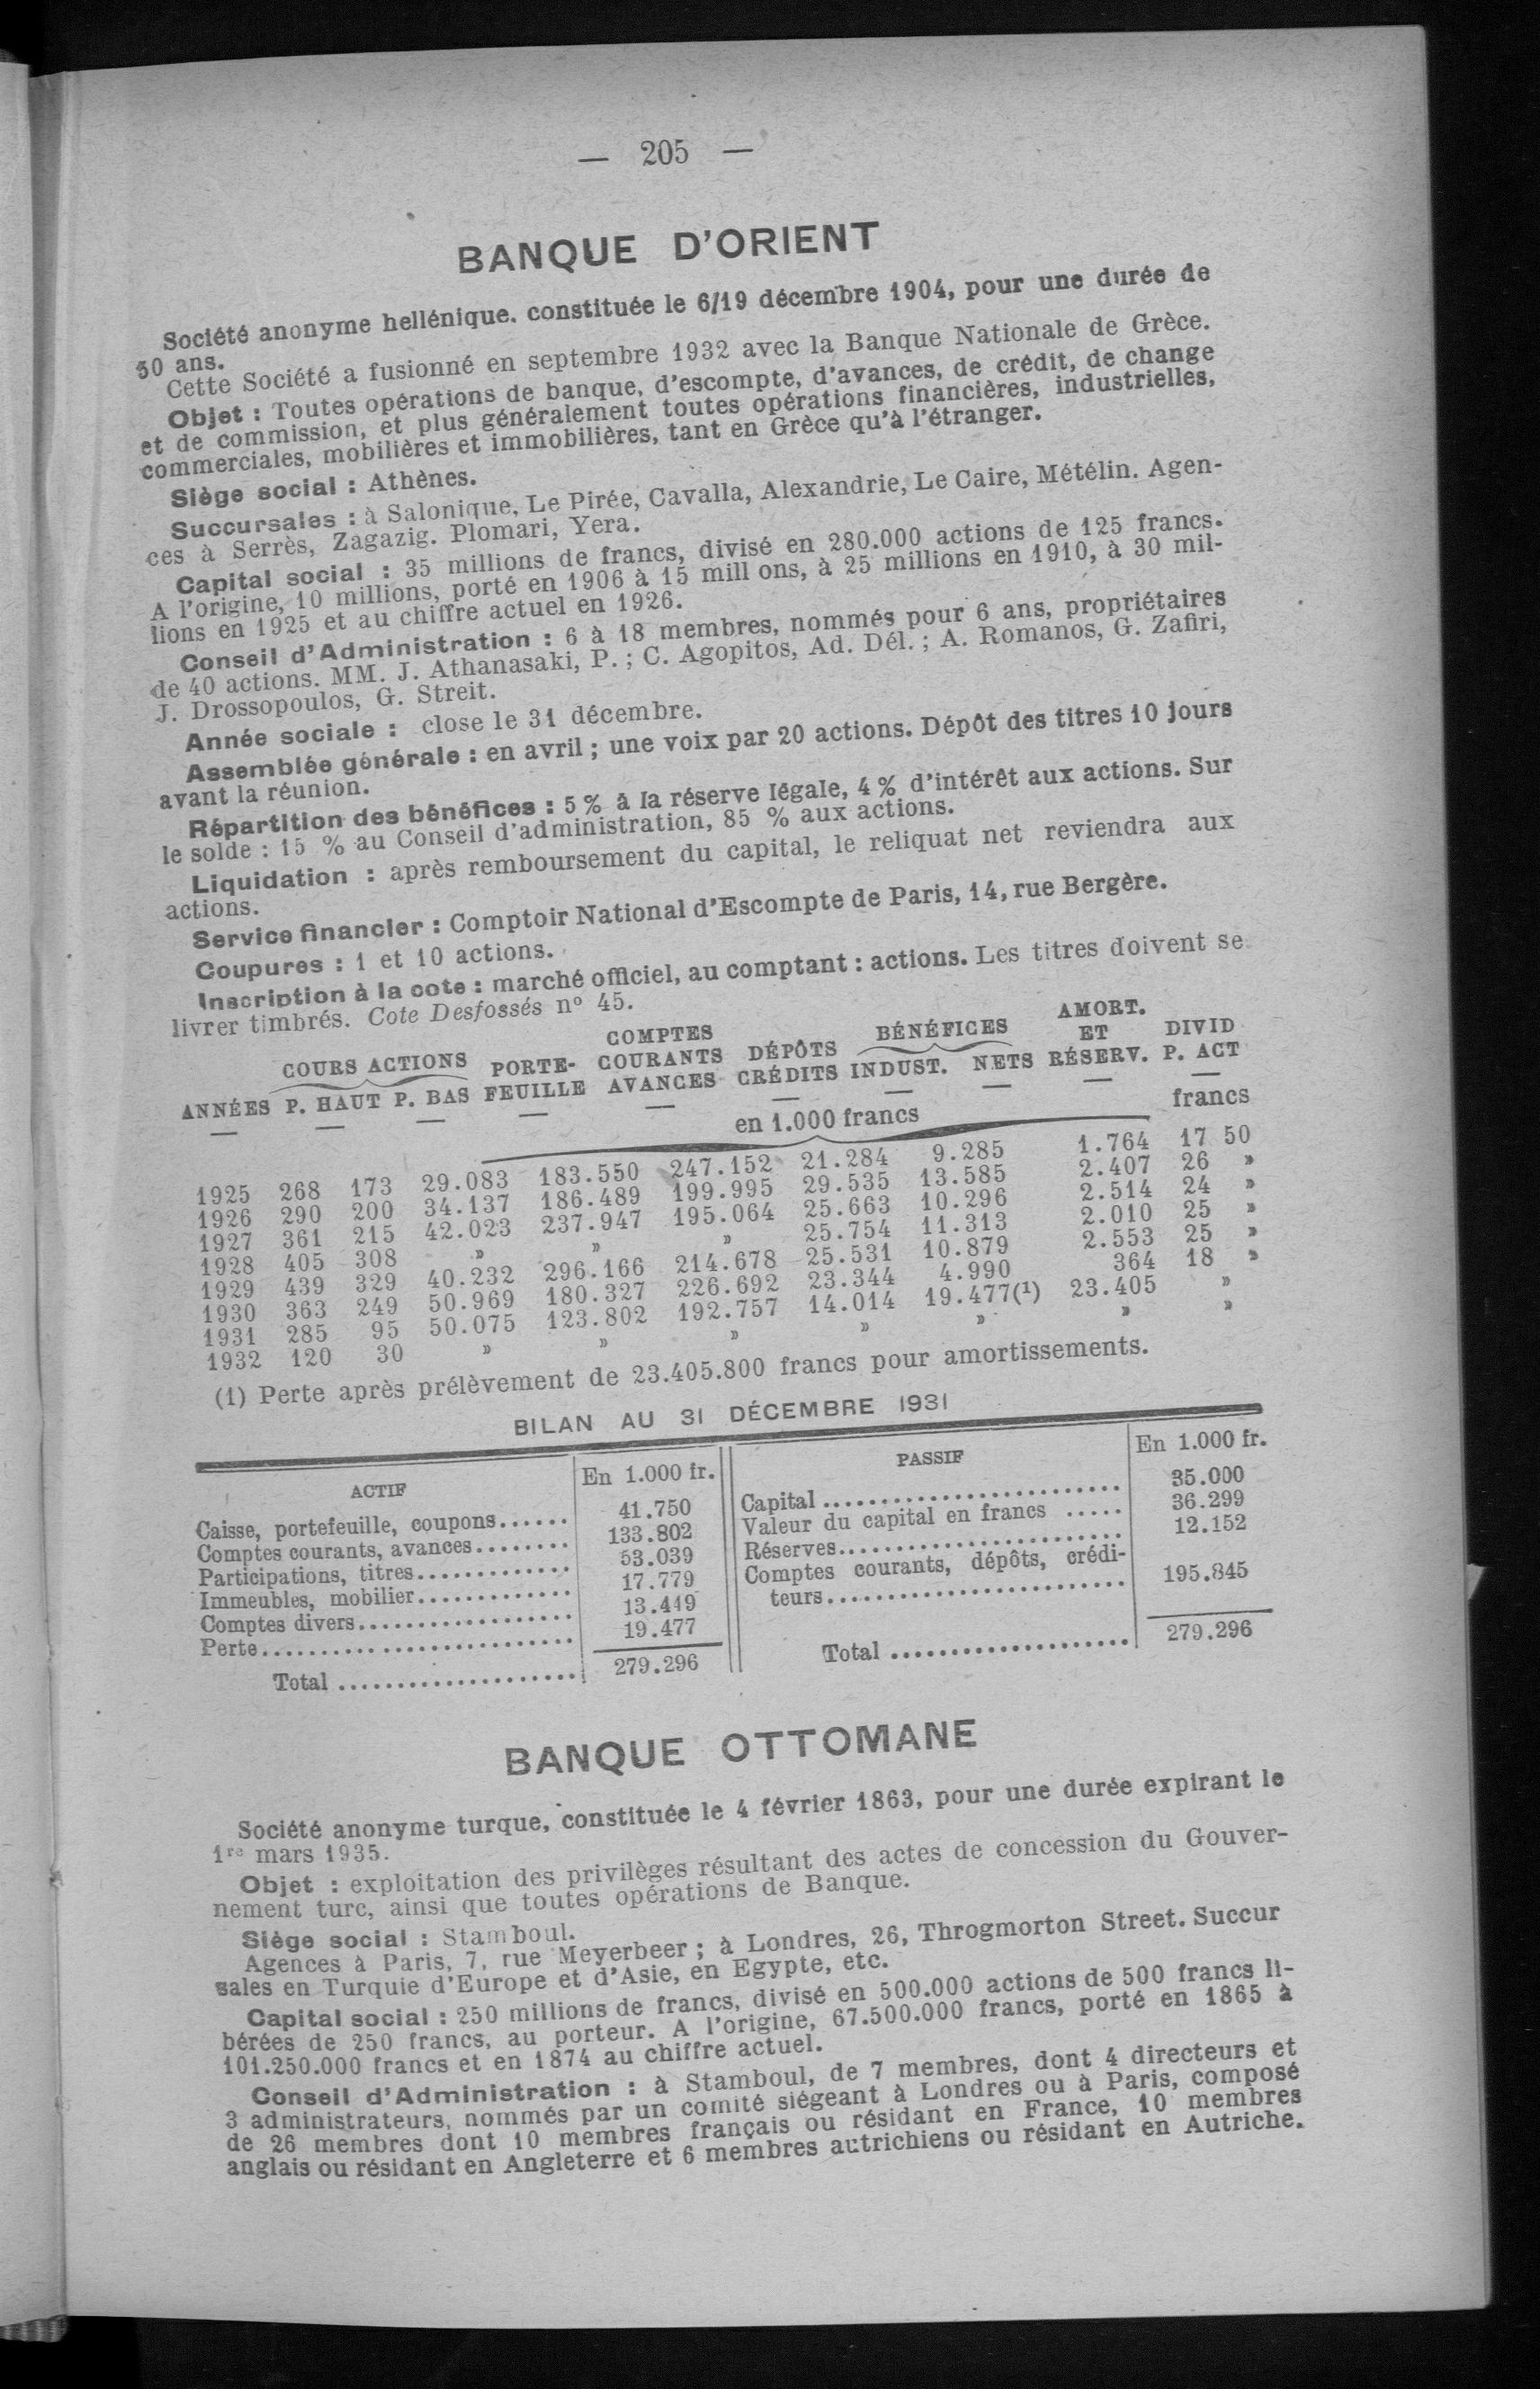 — 205 —
BANQUE D'ORIENT
Société anonyme hellénique. constituée le 6/19 décembre 1904, pour une durée de
50 ans.
Cette Société a fusionné en septembre 1932 avec la Banque Nationale de Grèce.
Objet : Toutes opérations de banque, d'escompte, d'avances, de crédit, de change
et de commission, et plus généralement toutes opérations financières, industrielles,
commerciales, mobilières et immobilières, tant en Grèce qu'à l'étranger.
Siège social : Athènes.
Succursales : à Salonique, Le Pirée, Cavalla, Alexandrie, Le Caire, Mételin. Agen-
ces à Serrès, Zagazig. Plomari, Yera.
Capital social : 35 millions de francs, divisé en 280.000 actions de 125 francs.
A l'origine, 10 millions, porté en 1906 à 15 mill ons, à 25 millions en 1910, à 30 mil-
lions en 1925 et au chiffre actuel en 1926.
Conseil d'Administration : 6 à 18 membres, nommés pour 6 ans, propriétaires
de 40 actions. MM. J. Athanasaki, P. ; C. Agopitos, Ad. Dél. ; A. Romanos, G. Zafiri,
J. Drossopoulos, G. Streit.
Année sociale : close le 31 décembre.
Assemblée générale : en avril ; une voix par 20 actions. Dépôt des titres 10 jours
avant la réunion.
Répartition des bénéfices : 5 % à la réserve légale, 4 % d'intérêt aux actions. Sur
le solde : 15 % au Conseil d'administration, 85 % aux actions.
Liquidation : après remboursement du capital, le reliquat net reviendra aux
actions.
Service financier : Comptoir National d'Escompte de Paris, 14, rue Bergère.
Coupures : 1 et 10 actions.
Inscription à la cote : marché officiel, au comptant : actions. Les titres doivent se
livrer timbrés. Cote Desfossés nº 45.
AMORT.
COMPTES BÉNÉFICES ET DIVID
COURS ACTIONS PORTE- COURANTS DÉPÔTS
ANNÉES P. HAUT P. BAS FEUILLE AVANCES CRÉDITS INDUST. NETS RÉSERV. P. ACT
— — — — — — — — — —
en 1.000 francs francs
1925 268 173 29.083 183.550 247.152 21.284 9.285 1.764 17 50
1926 290 200 34.137 186.489 199.995 29.535 13.585 2.407 26 »
1927 361 215 42.023 237.947 195.064 25.663 10.296 2.514 24 »
1928 405 308 » » » 25.754 11.313 2.010 25 »
1929 439 329 40.232 296.166 214.678 25.531 10.879 2.553 25 »
1930 363 249 50.969 180.327 226.692 23.344 4.990 364 18 »
1931 285 95 50.075 123.802 192.757 14.014 19.477(1) 23.405 »
1932 120 30 » » » » » » »
(1) Perte après prélèvement de 23.405.800 francs pour amortissements.
BILAN AU 31 DÉCEMBRE 1931
ACTIF En 1.000 fr.
Caisse, portefeuille, coupons...... 41.750
Comptes courants, avances........ 133.802
Participations, titres............. 53.039
Immeubles, mobilier............. 17.779
Comptes divers................ 13.449
Perte.......................... 19.477
Total .................... 279.296
PASSIF En 1.000 fr.
Capital ......................... 35.000
Valeur du capital en francs ..... 36.299
Réserves........................ 12.152
Comptes courants, dépôts, crédi-
teurs......................... 195.845
Total .................... 279.296
BANQUE OTTOMANE
Société anonyme turque, constituée le 4 février 1863, pour une durée expirant le
1re mars 1935.
Objet : exploitation des privilèges résultant des actes de concession du Gouver-
nement turc, ainsi que toutes opérations de Banque.
Siège social : Stamboul.
Agences à Paris, 7, rue Meyerbeer ; à Londres, 26, Throgmorton Street. Succur
sales en Turquie d'Europe et d'Asie, en Egypte, etc.
Capital social : 250 millions de francs, divisé en 500.000 actions de 500 francs li-
bérées de 250 francs, au porteur. A l'origine, 67.500.000 francs, porté en 1865 à
101.250.000 francs et en 1874 au chiffre actuel.
Conseil d'Administration : à Stamboul, de 7 membres, dont 4 directeurs et
3 administrateurs, nommés par un comité siégeant à Londres ou à Paris, composé
de 26 membres dont 10 membres français ou résidant en France, 10 membres
anglais ou résidant en Angleterre et 6 membres autrichiens ou résidant en Autriche.